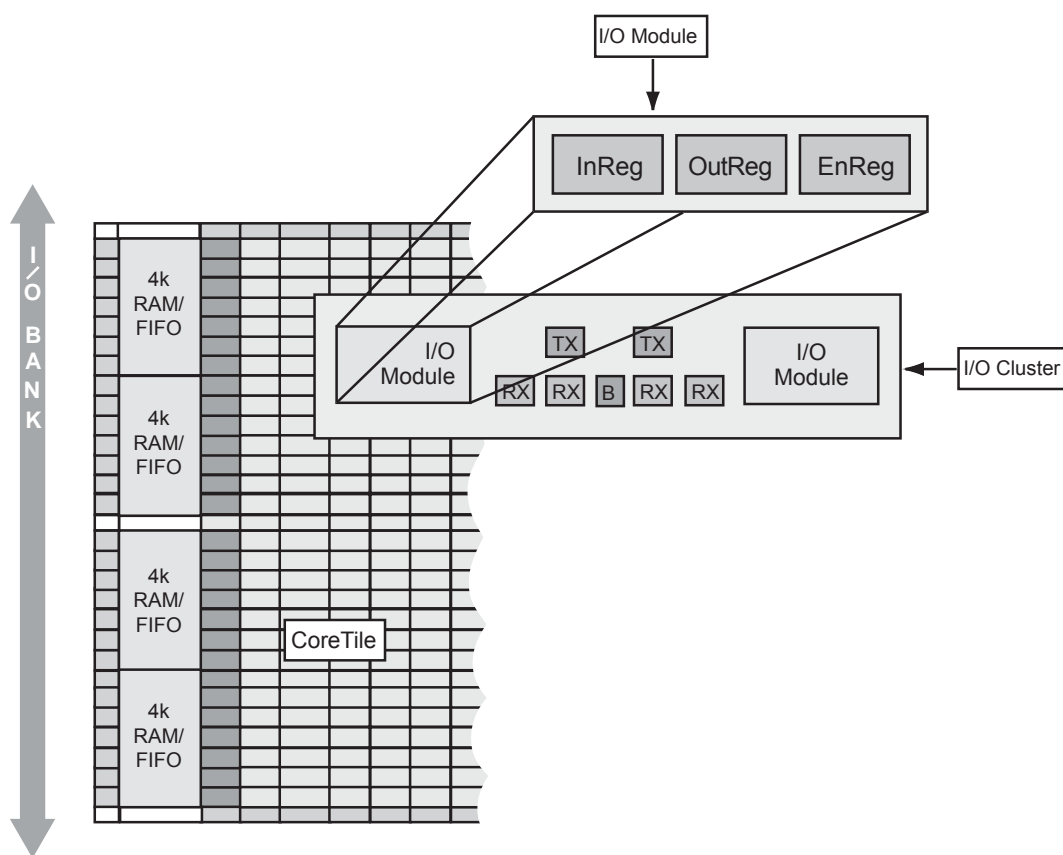 I/O Module
InReg
OutReg
EnReg
I/O BANK
4k
RAM/
FIFO
TX
TX
I/O
Module
I/O
Module
RX
RX
B
RX
RX
I/O Cluster
4k
RAM/
FIFO
4k
RAM/
FIFO
CoreTile
4k
RAM/
FIFO